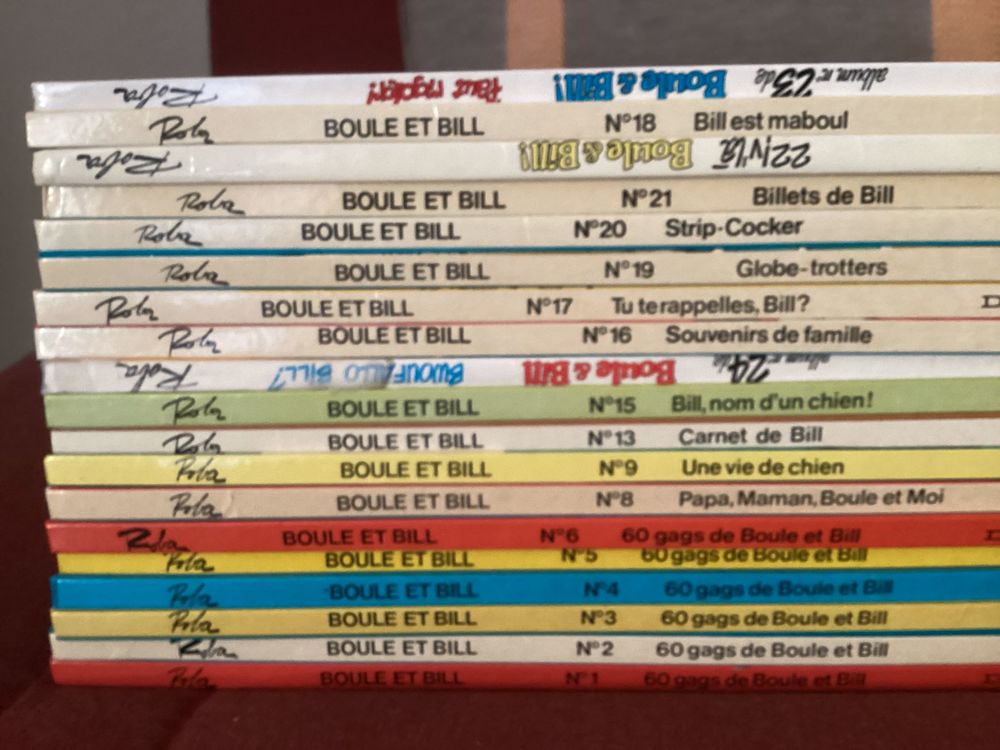 album n° 23 de Boule & Bill! Faut rigoler! Roba
Roba BOULE ET BILL N°18 Bill est maboul
22! V'là Boule & Bill! Roba
Roba BOULE ET BILL N°21 Billets de Bill
Roba BOULE ET BILL N°20 Strip-Cocker
Roba BOULE ET BILL N°19 Globe-trotters
Roba BOULE ET BILL N°17 Tu te rappelles, Bill? D
Roba BOULE ET BILL N°16 Souvenirs de famille
album n° 24 de Boule & Bill BWOUF ALLO BILL? Roba
Roba BOULE ET BILL N°15 Bill, nom d'un chien!
Roba BOULE ET BILL N°13 Carnet de Bill
Roba BOULE ET BILL N°9 Une vie de chien
Roba BOULE ET BILL N°8 Papa, Maman, Boule et Moi
Roba BOULE ET BILL N°6 60 gags de Boule et Bill D
Roba BOULE ET BILL N°5 60 gags de Boule et Bill
Roba BOULE ET BILL N°4 60 gags de Boule et Bill
Roba BOULE ET BILL N°3 60 gags de Boule et Bill
Roba BOULE ET BILL N°2 60 gags de Boule et Bill
Roba BOULE ET BILL N°1 60 gags de Boule et Bill D